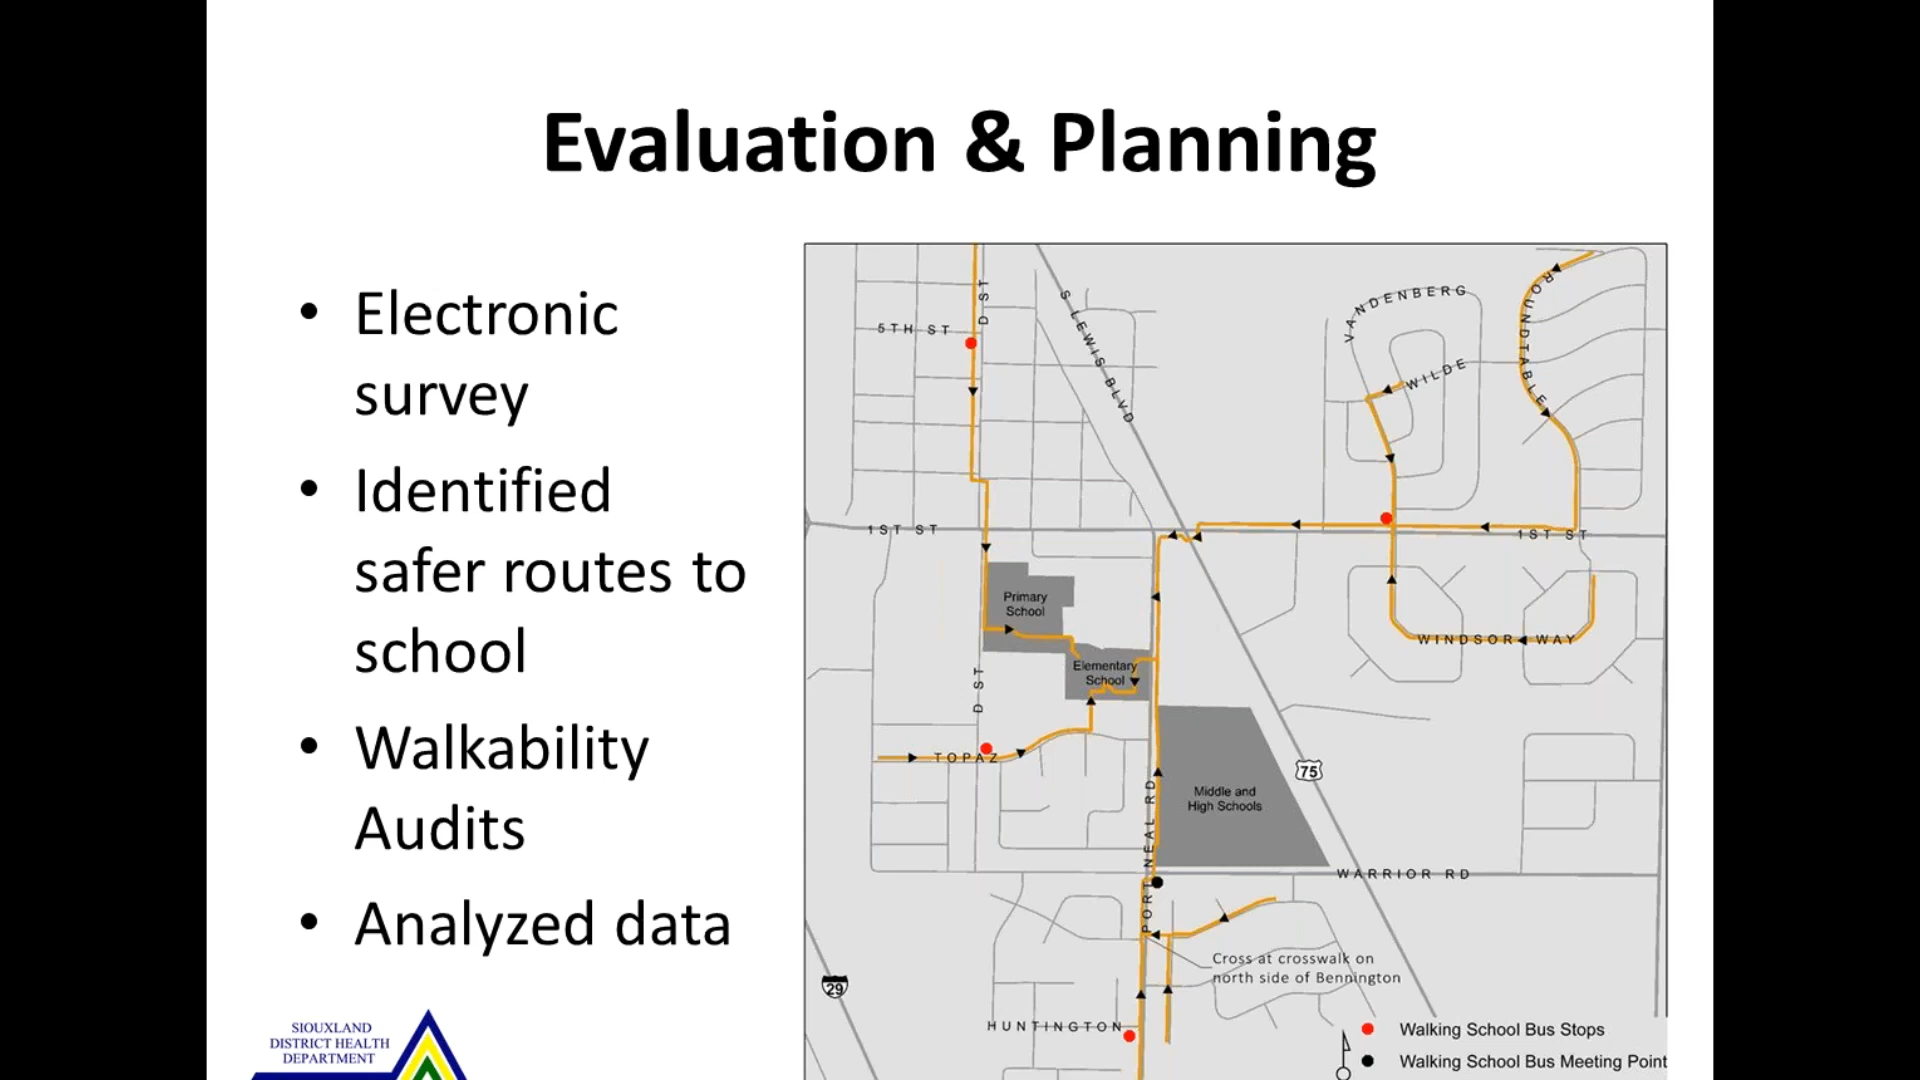 Evaluation & Planning
• Electronic
survey
• Identified
safer routes to
school
• Walkability
Audits
• Analyzed data
SIOUXLAND
DISTRICT HEALTH
DEPARTMENT
D ST
5TH ST
S LEWIS BLVD
VANDENBERG
WILDE
ROUNDTABLE
1ST ST
1ST ST
Primary
School
Elementary
School
WINDSOR WAY
D ST
TOPAZ
75
Middle and
High Schools
PORT NEAL RD
WARRIOR RD
Cross at crosswalk on
north side of Bennington
29
HUNTINGTON
Walking School Bus Stops
Walking School Bus Meeting Point